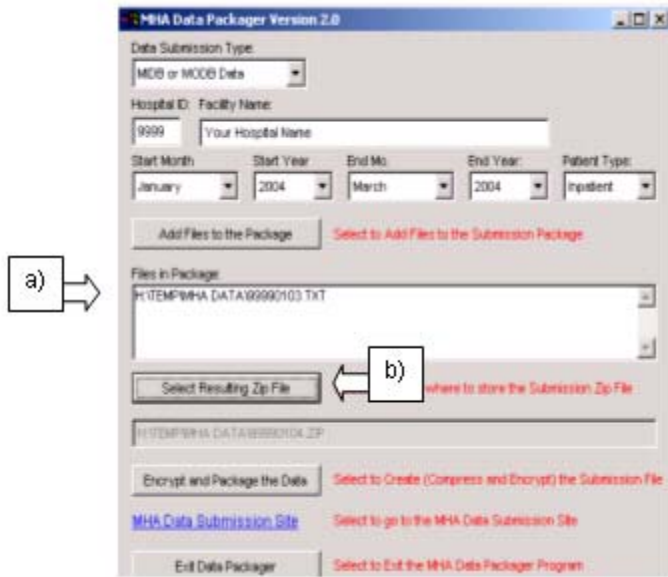 MHA Data Packager Version 2.0
Data Submission Type:
MIDB or MODB Data
Hospital ID: Facility Name:
9999 Your Hospital Name
Start Month Start Year End Mo. End Year: Patient Type:
January 2004 March 2004 Inpatient
Add Files to the Package Select to Add Files to the Submission Package
a)
Files in Package
H:\TEMP\MHA DATA\99990103.TXT
b)
Select Resulting Zip File where to store the Submission Zip File
H:\TEMP\MHA DATA\99990104.ZIP
Encrypt and Package the Data Select to Create (Compress and Encrypt) the Submission File
MHA Data Submission Site Select to go to the MHA Data Submission Site
Exit Data Packager Select to Exit the MHA Data Packager Program